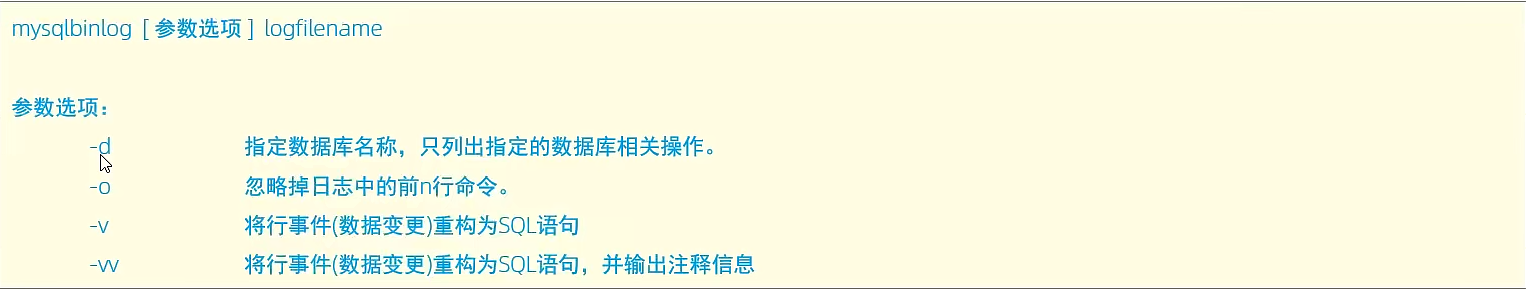 mysqlbinlog [ 参数选项 ] logfilename
参数选项：
-d 指定数据库名称，只列出指定的数据库相关操作。
-o 忽略掉日志中的前n行命令。
-v 将行事件(数据变更)重构为SQL语句
-vv 将行事件(数据变更)重构为SQL语句，并输出注释信息